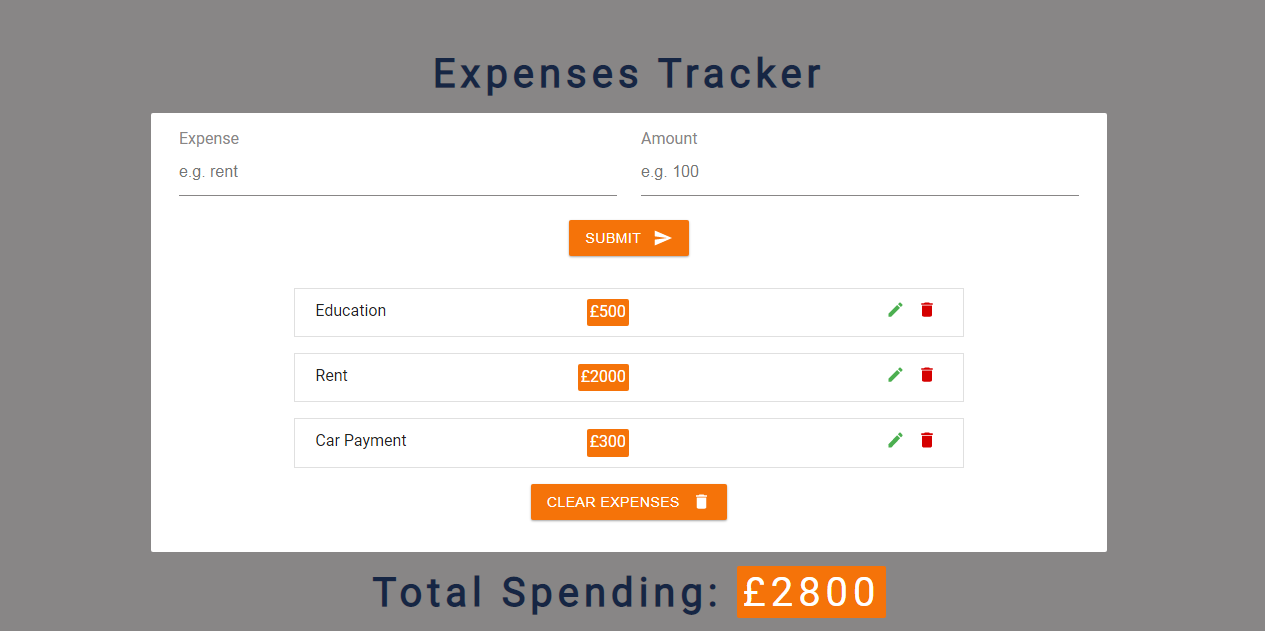 Expenses Tracker
Expense Amount
e.g. rent e.g. 100
SUBMIT
Education £500
Rent £2000
Car Payment £300
CLEAR EXPENSES
Total Spending: £2800